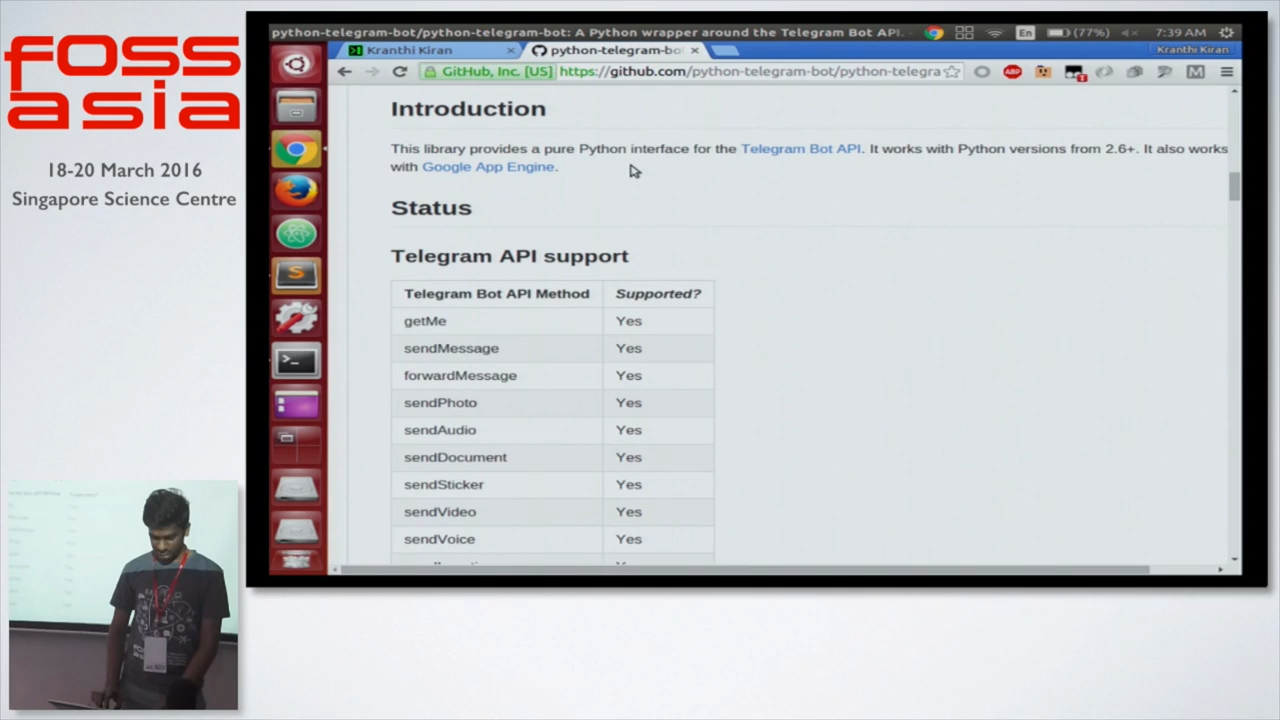 FOSS
asia
18-20 March 2016
Singapore Science Centre
python-telegram-bot/python-telegram-bot: A Python wrapper around the Telegram Bot API.
En
(77%)
7:39 AM
Kranthi Kiran
python-telegram-bo
Kranthi Kiran
GitHub, Inc. [US]
https://github.com/python-telegram-bot/python-telegra
ABP
Introduction
This library provides a pure Python interface for the Telegram Bot API. It works with Python versions from 2.6+. It also works
with Google App Engine.
Status
Telegram API support
Telegram Bot API Method Supported?
getMe Yes
sendMessage Yes
forwardMessage Yes
sendPhoto Yes
sendAudio Yes
sendDocument Yes
sendSticker Yes
sendVideo Yes
sendVoice Yes